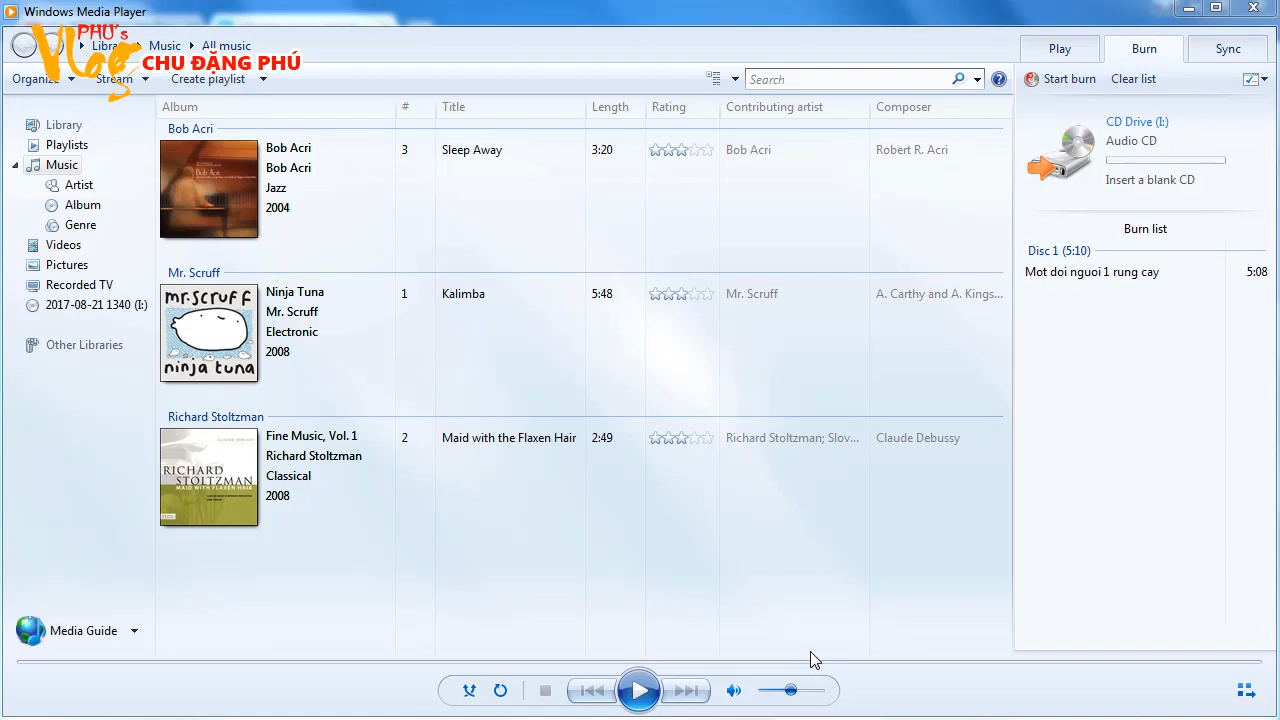 Windows Media Player
PHÚ's
Vlog
CHU ĐẶNG PHÚ
Music
All music
Play
Burn
Sync
Organize
Stream
Create playlist
Search
Start burn
Clear list
Album
#
Title
Length
Rating
Contributing artist
Composer
Library
Playlists
Music
Artist
Album
Genre
Videos
Pictures
Recorded TV
2017-08-21 1340 (I:)
Other Libraries
Media Guide
Bob Acri
Bob Acri
Bob Acri
Jazz
2004
3 Sleep Away 3:20 Bob Acri Robert R. Acri
Mr. Scruff
mr.scruff
ninja tuna
Ninja Tuna
Mr. Scruff
Electronic
2008
1 Kalimba 5:48 Mr. Scruff A. Carthy and A. Kings...
Richard Stoltzman
RICHARD
STOLTZMAN
MAID WITH FLAXEN HAIR
Fine Music, Vol. 1
Richard Stoltzman
Classical
2008
2 Maid with the Flaxen Hair 2:49 Richard Stoltzman; Slov... Claude Debussy
CD Drive (I:)
Audio CD
Insert a blank CD
Burn list
Disc 1 (5:10)
Mot doi nguoi 1 rung cay 5:08